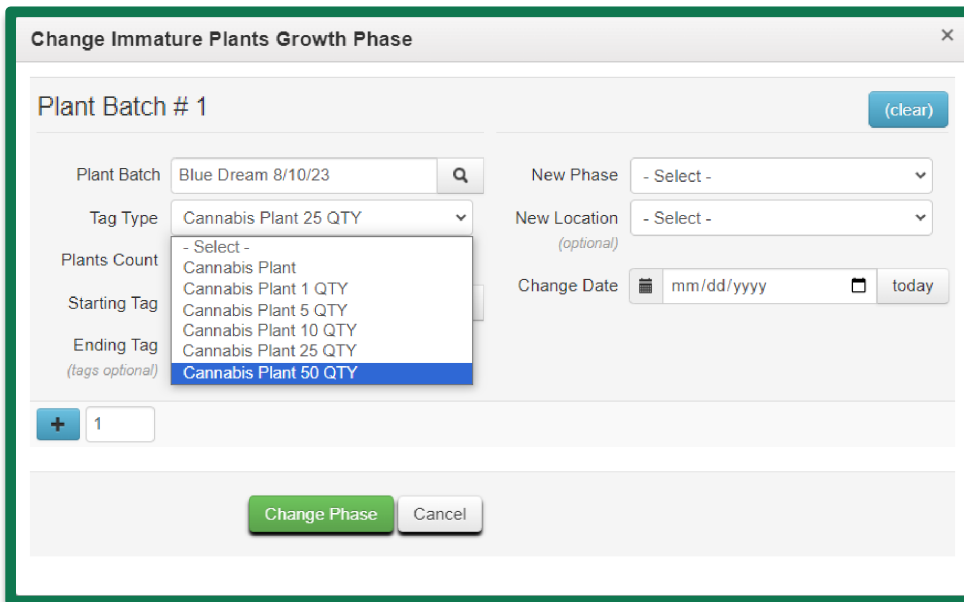 Change Immature Plants Growth Phase
×
Plant Batch # 1
(clear)
Plant Batch
Blue Dream 8/10/23
Tag Type
Cannabis Plant 25 QTY
- Select -
Cannabis Plant
Cannabis Plant 1 QTY
Cannabis Plant 5 QTY
Cannabis Plant 10 QTY
Cannabis Plant 25 QTY
Cannabis Plant 50 QTY
Plants Count
Starting Tag
Ending Tag
(tags optional)
New Phase
- Select -
New Location
(optional)
- Select -
Change Date
mm/dd/yyyy
today
+
1
Change Phase
Cancel